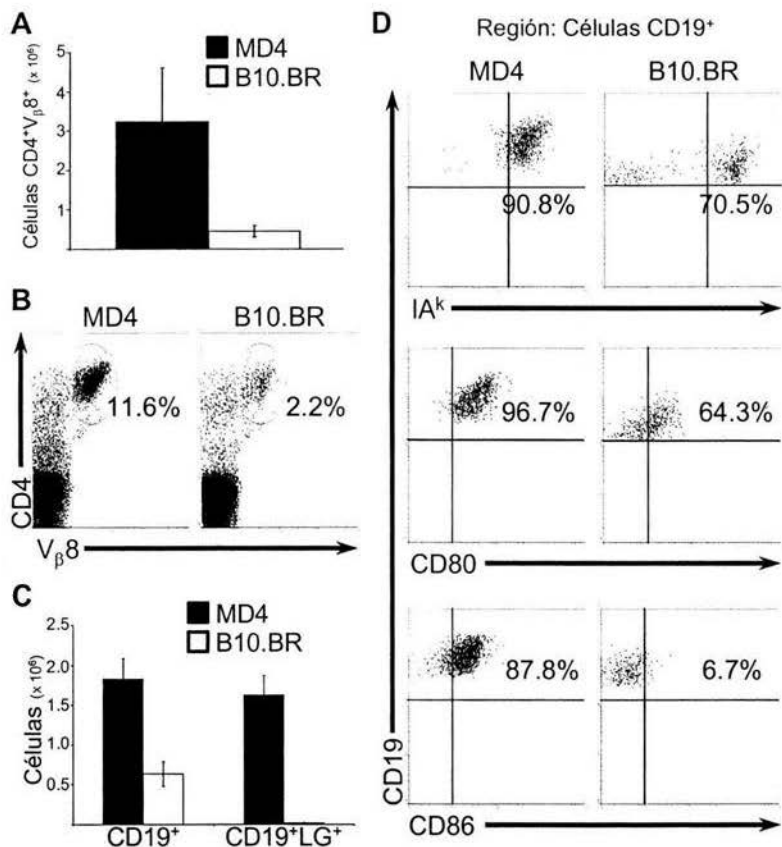 A
MD4
B10.BR
Células CD4⁺Vβ8⁺ (x 10⁶)
5
4
3
2
1
B
MD4
B10.BR
11.6%
2.2%
CD4
Vβ8
C
MD4
B10.BR
Células (x 10⁶)
2.5
2.0
1.5
1.0
0.5
CD19⁺
CD19⁺LG⁺
D
Región: Células CD19⁺
MD4
B10.BR
90.8%
70.5%
IAᵏ
96.7%
64.3%
CD80
87.8%
6.7%
CD19
CD86